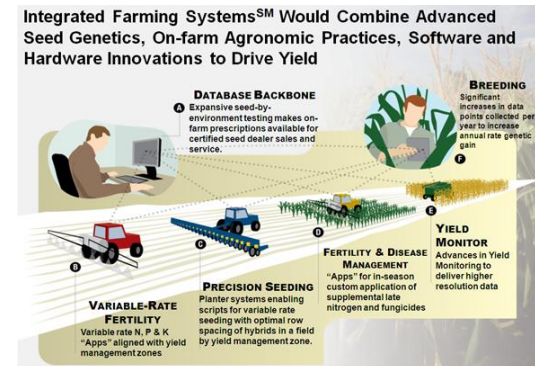 Integrated Farming Systems℠ Would Combine Advanced
Seed Genetics, On-farm Agronomic Practices, Software and
Hardware Innovations to Drive Yield
DATABASE BACKBONE
A Expansive seed-by-
environment testing makes on-
farm prescriptions available for
certified seed dealer sales and
service.
BREEDING
Significant
increases in data
points collected per
year to increase
annual rate genetic
gain
F
B
VARIABLE-RATE
FERTILITY
Variable rate N, P & K
"Apps" aligned with yield
management zones
C
PRECISION SEEDING
Planter systems enabling
scripts for variable rate
seeding with optimal row
spacing of hybrids in a field
by yield management zone.
D
FERTILITY & DISEASE
MANAGEMENT
"Apps" for in-season
custom application of
supplemental late
nitrogen and fungicides
E
YIELD
MONITOR
Advances in Yield
Monitoring to
deliver higher
resolution data